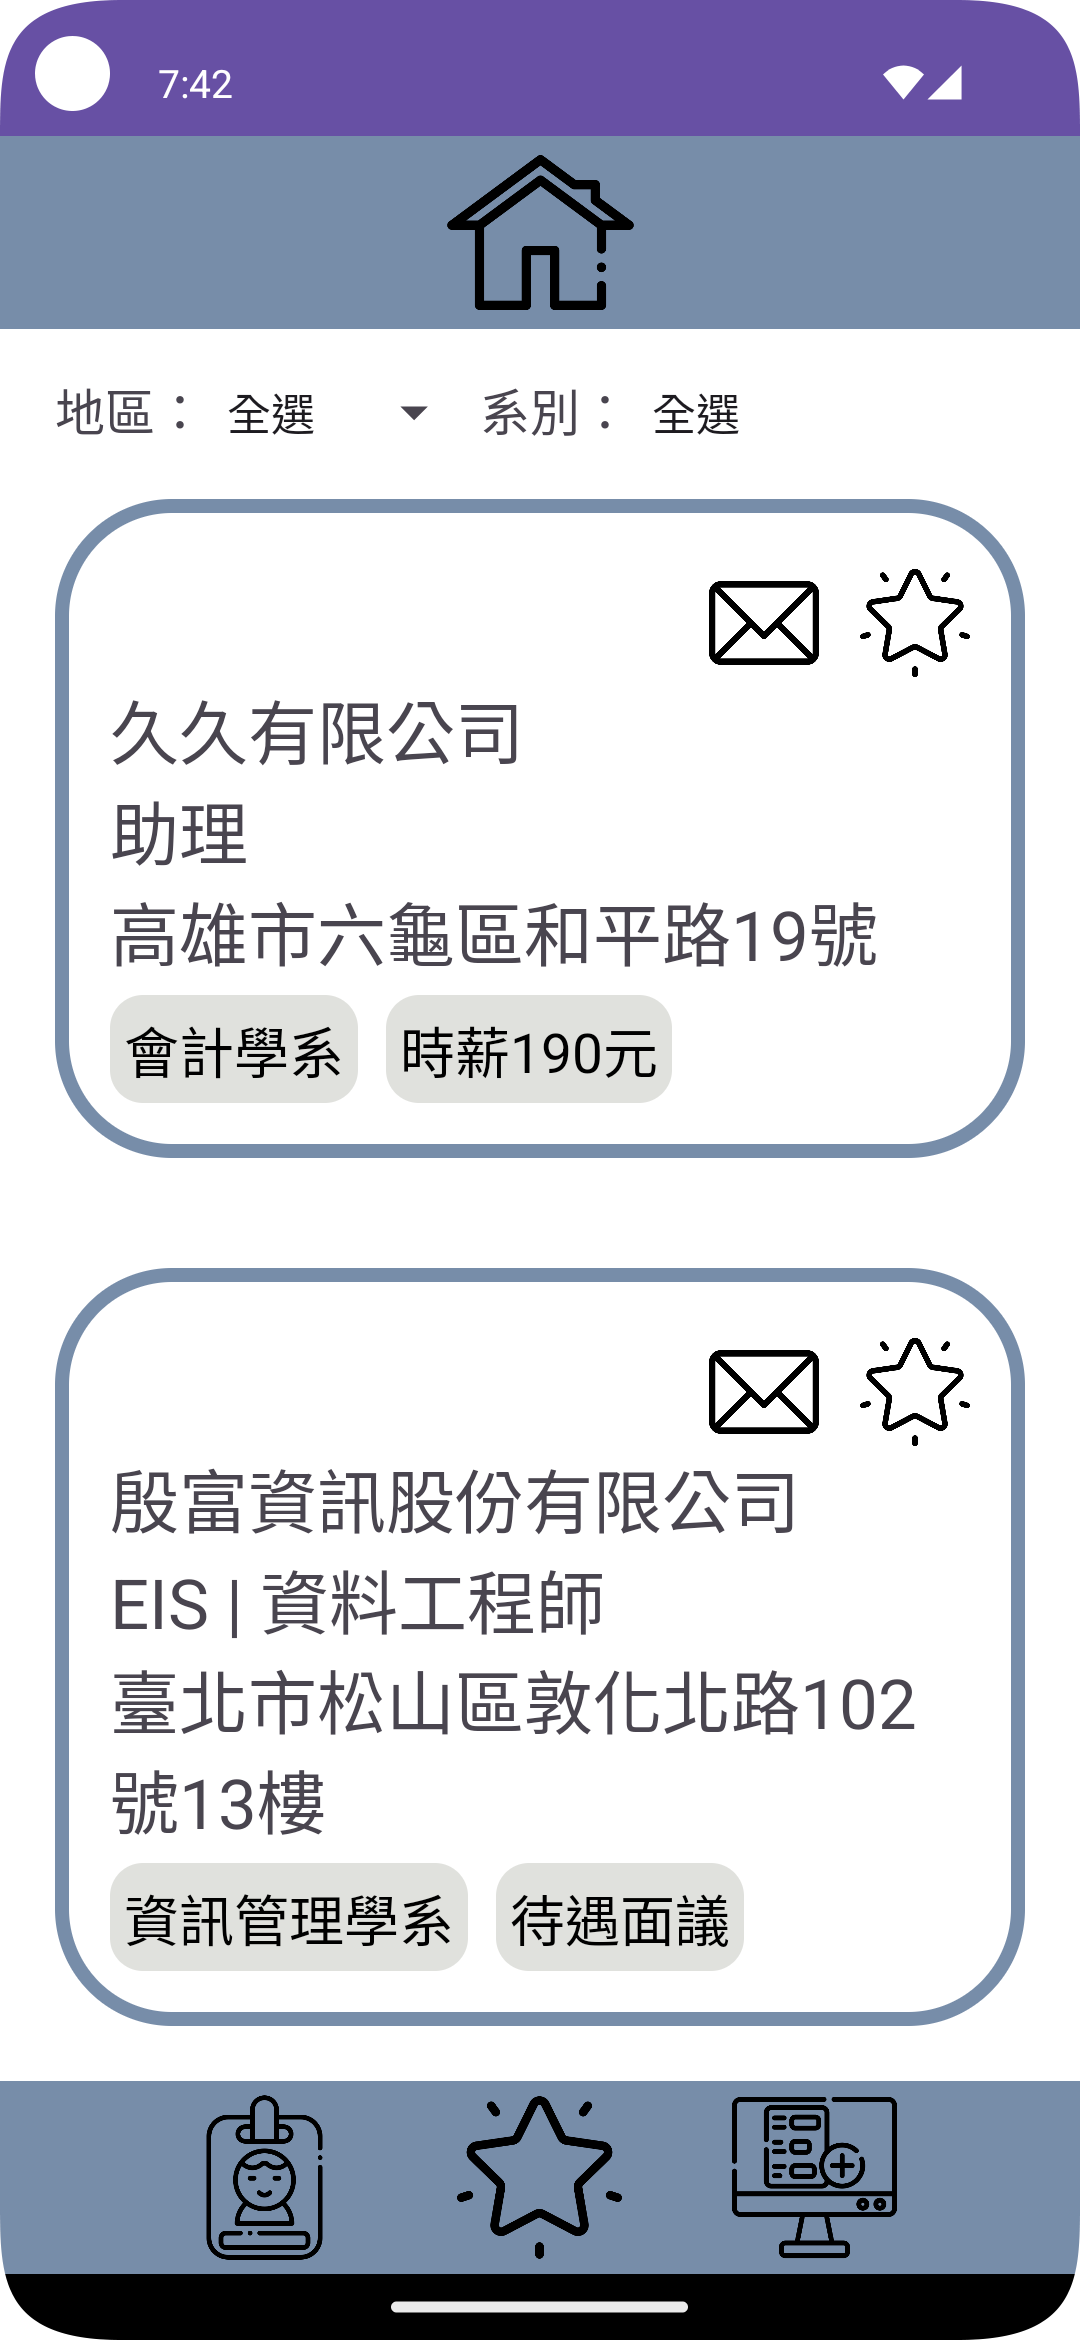 7:42
地區： 全選 系別： 全選
久久有限公司
助理
高雄市六龜區和平路19號
會計學系 時薪190元
殷富資訊股份有限公司
EIS | 資料工程師
臺北市松山區敦化北路102
號13樓
資訊管理學系 待遇面議